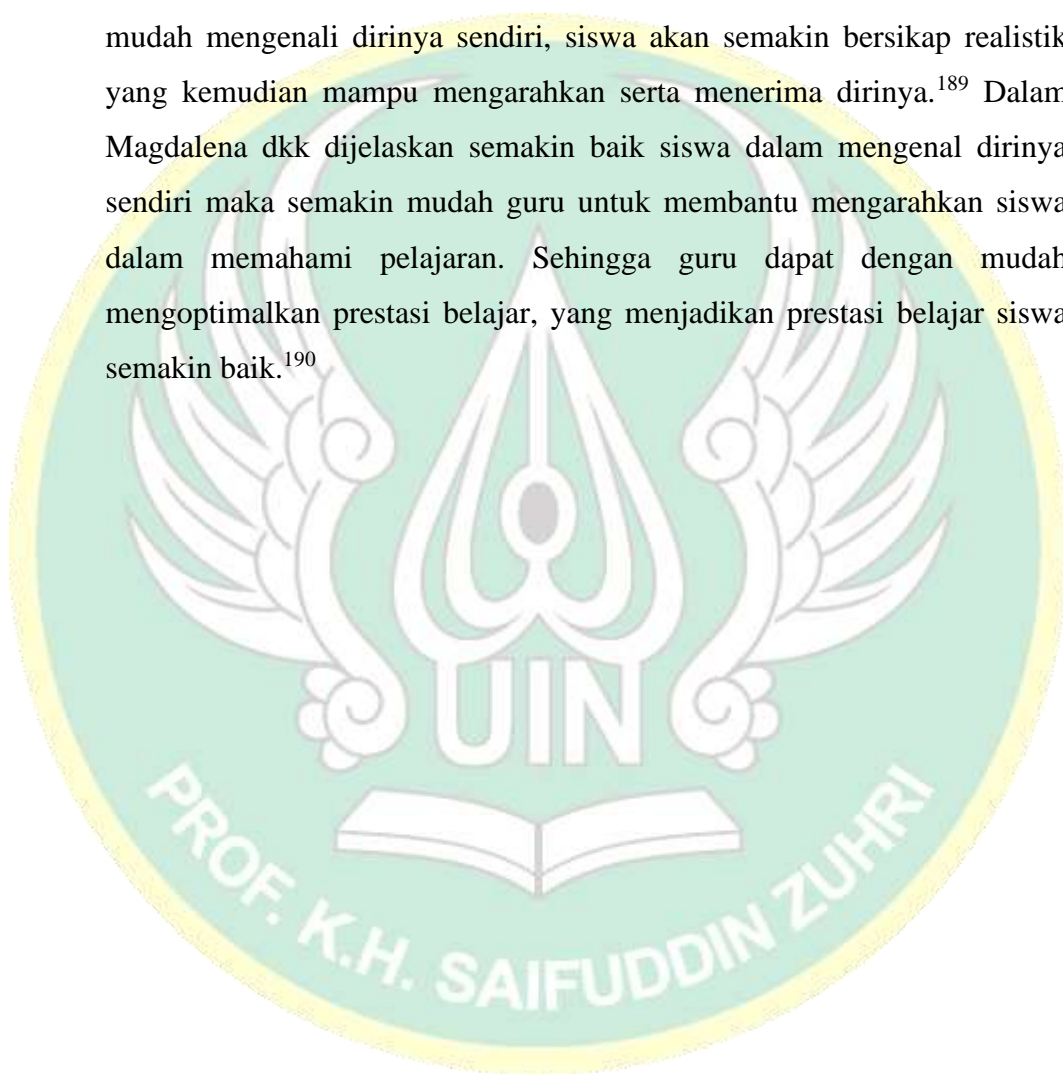 mudah mengenali dirinya sendiri, siswa akan semakin bersikap realistik
yang kemudian mampu mengarahkan serta menerima dirinya.¹⁸⁹ Dalam
Magdalena dkk dijelaskan semakin baik siswa dalam mengenal dirinya
sendiri maka semakin mudah guru untuk membantu mengarahkan siswa
dalam memahami pelajaran. Sehingga guru dapat dengan mudah
mengoptimalkan prestasi belajar, yang menjadikan prestasi belajar siswa
semakin baik.¹⁹⁰
UIN
PROF. K.H. SAIFUDDIN ZUHRI